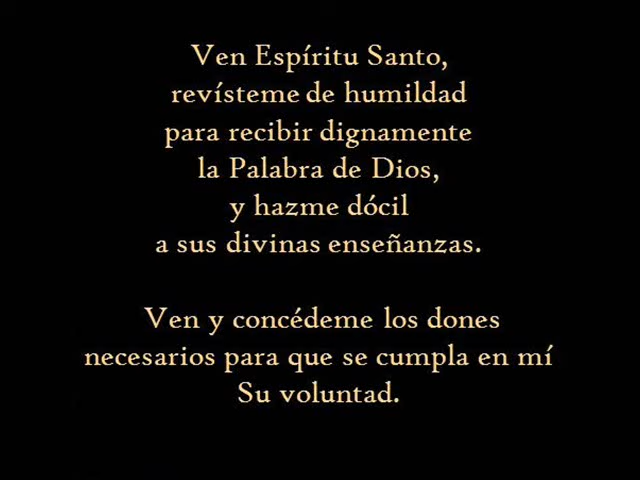 Ven Espíritu Santo,
revísteme de humildad
para recibir dignamente
la Palabra de Dios,
y hazme dócil
a sus divinas enseñanzas.
Ven y concédeme los dones
necesarios para que se cumpla en mí
Su voluntad.